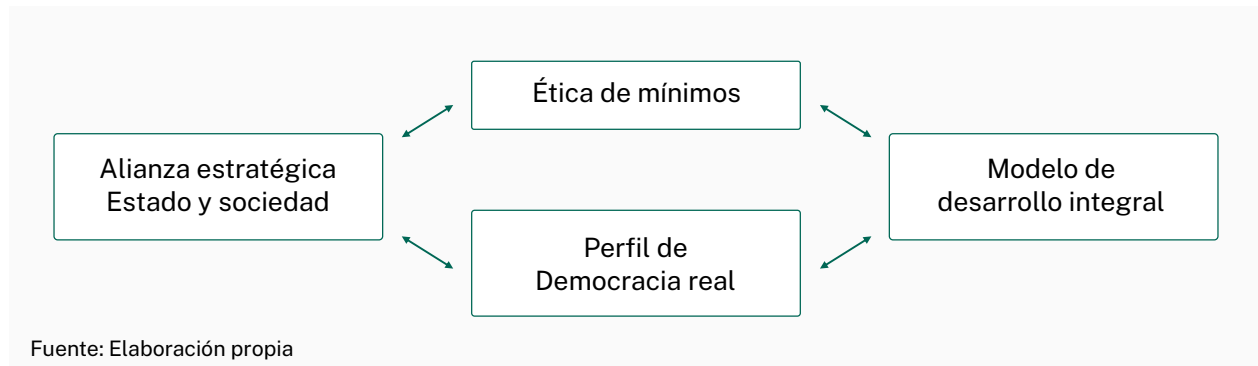 Ética de mínimos
Alianza estratégica
Estado y sociedad
Modelo de
desarrollo integral
Perfil de
Democracia real
Fuente: Elaboración propia